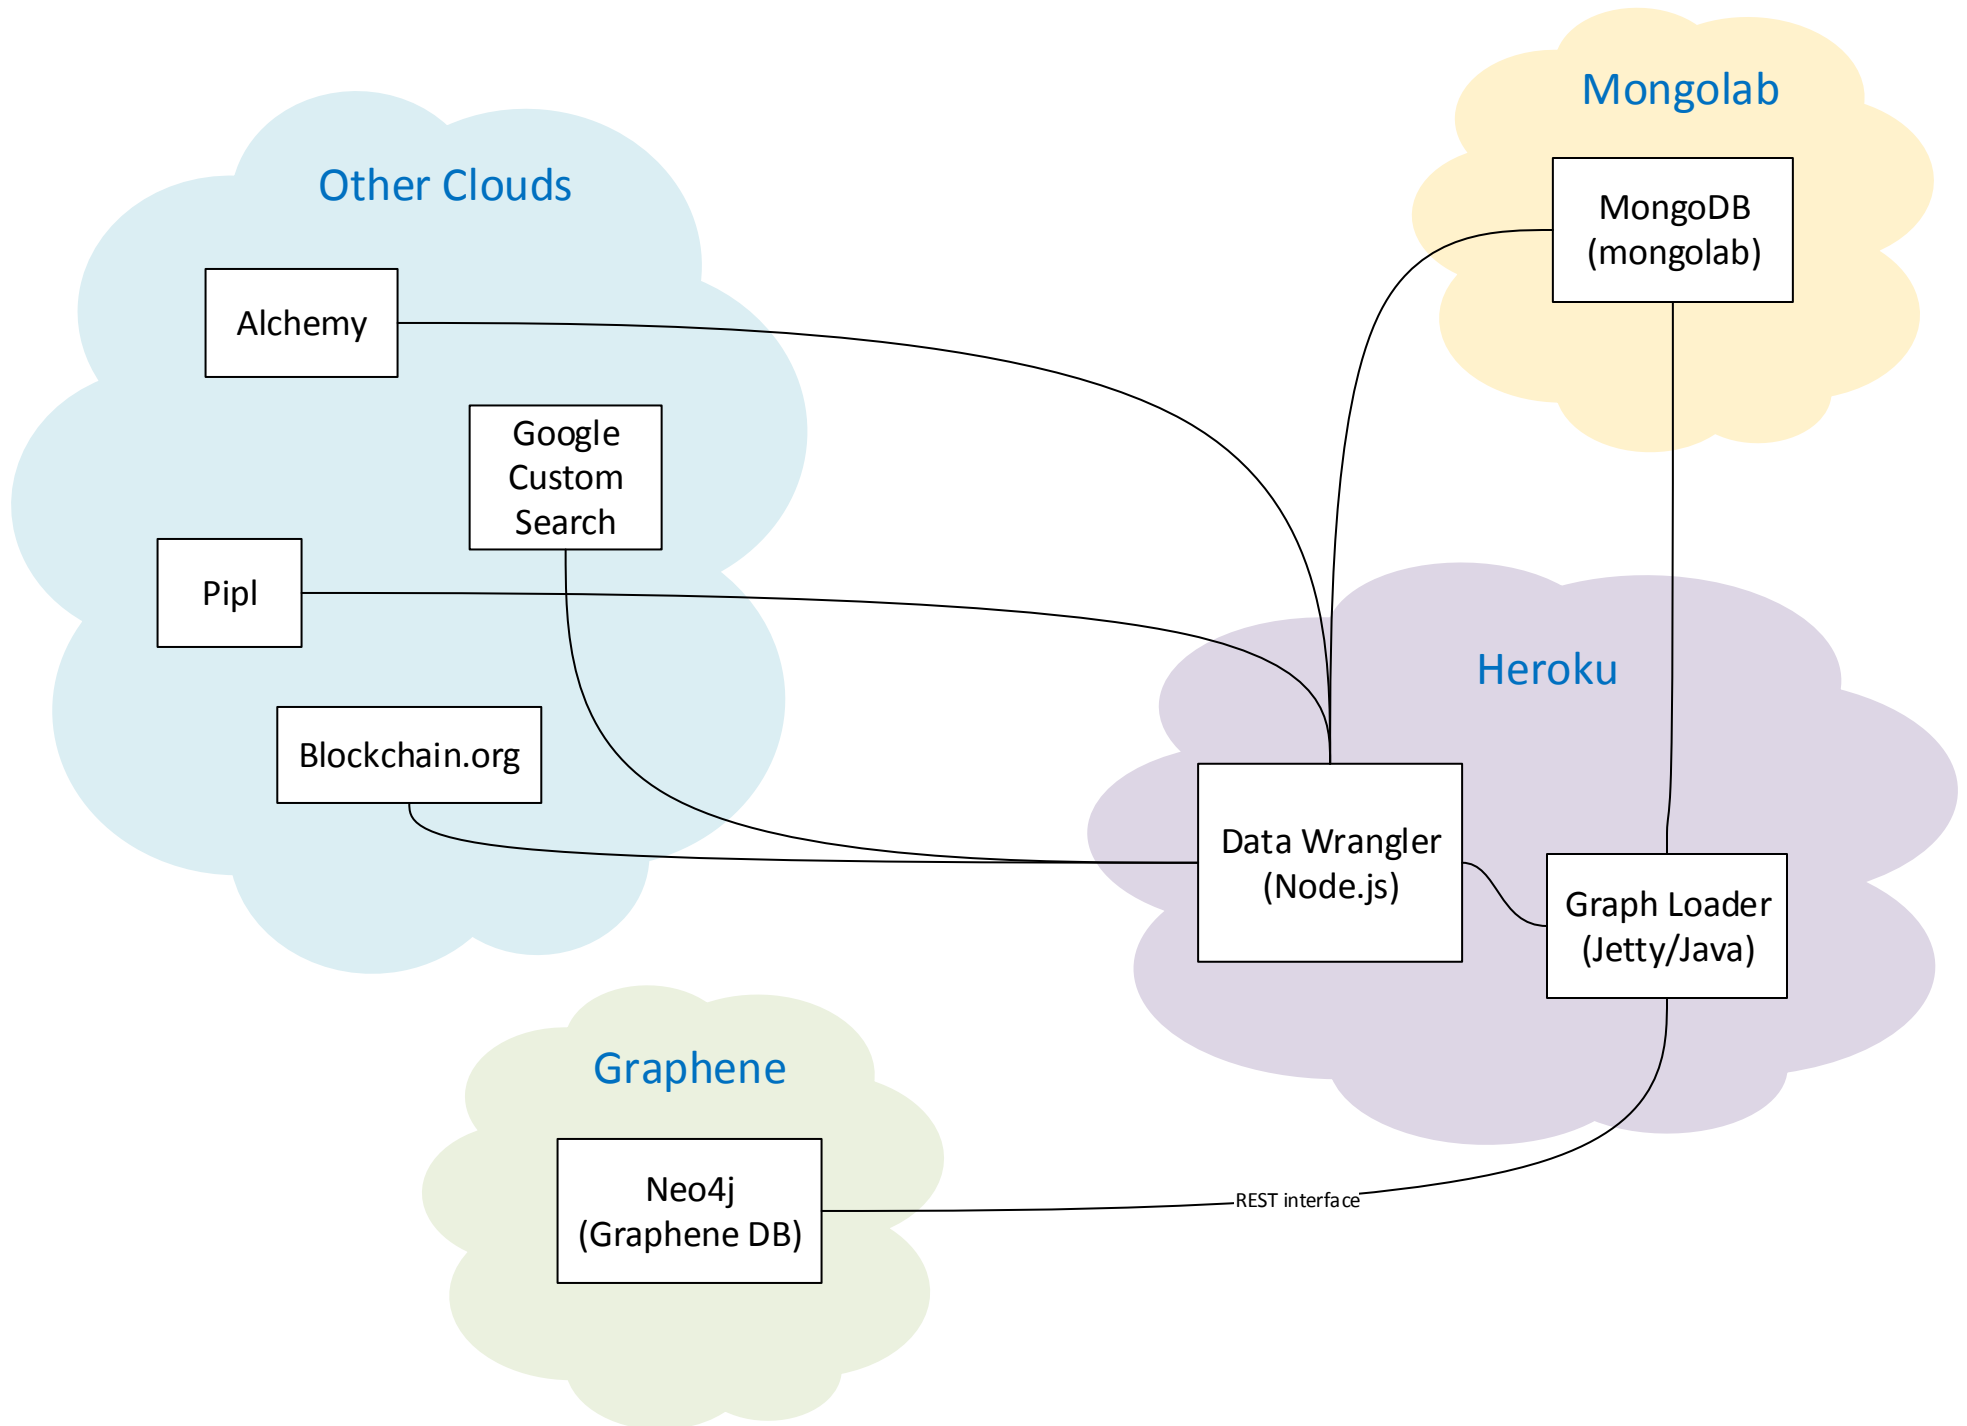 Mongolab
MongoDB
(mongolab)
Other Clouds
Alchemy
Google
Custom
Search
Pipl
Blockchain.org
Heroku
Data Wrangler
(Node.js)
Graph Loader
(Jetty/Java)
Graphene
Neo4j
(Graphene DB)
REST interface